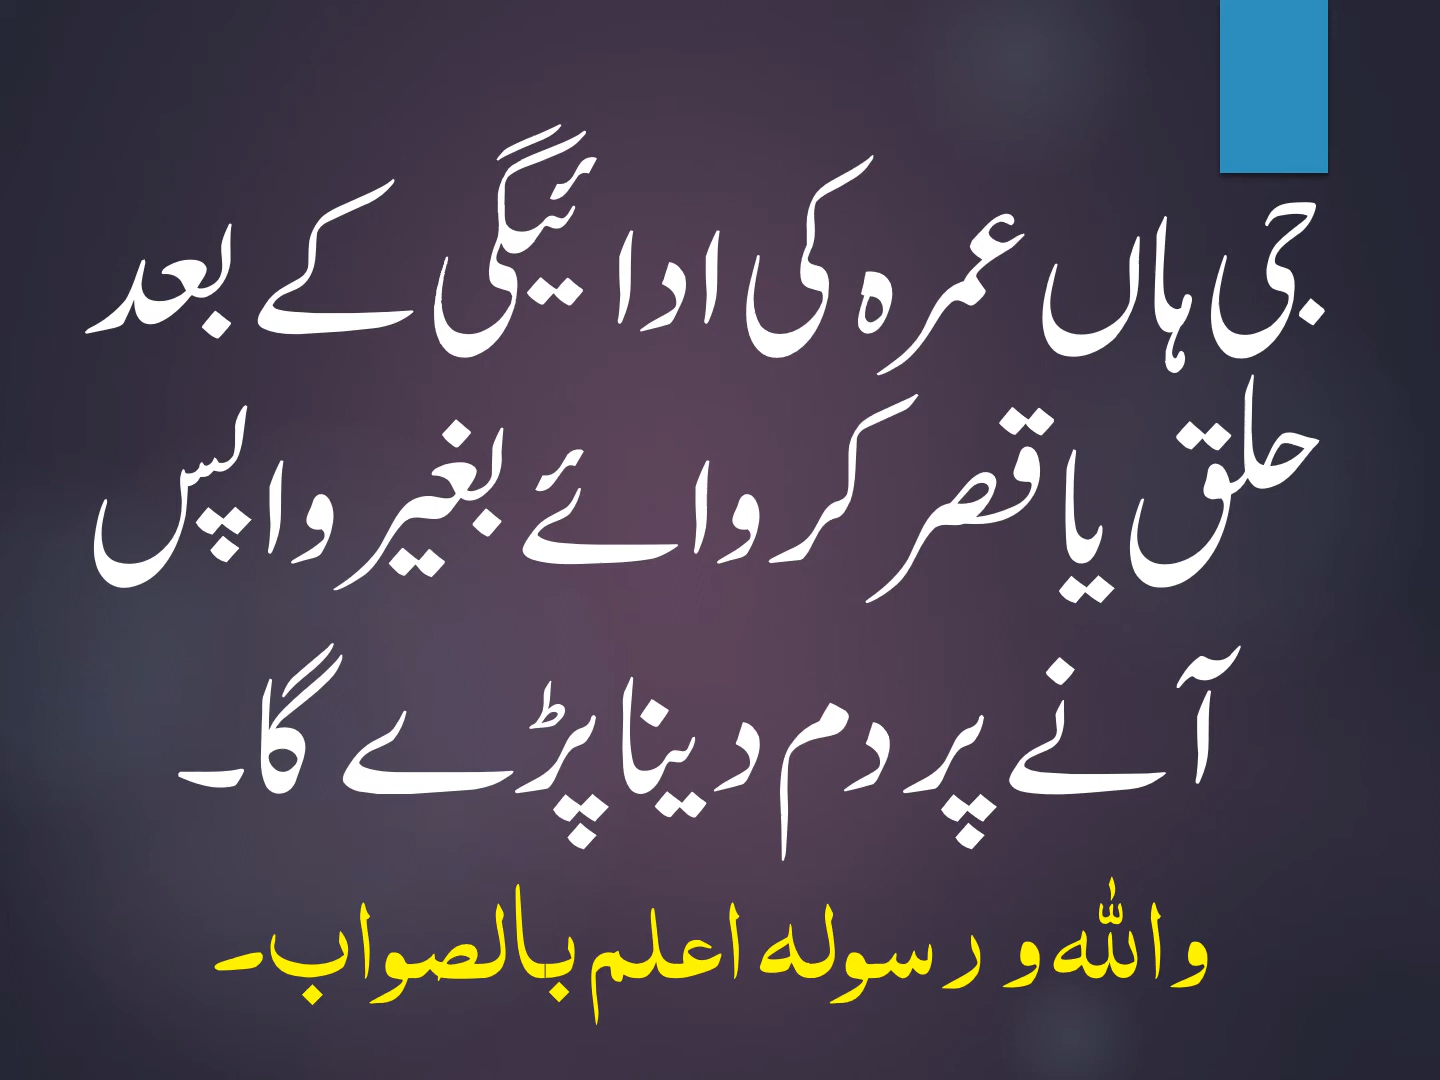 جی ہاں عمرہ کی ادائیگی کے بعد
حلق یا قصر کروائے بغیر واپس
آنے پر دم دینا پڑے گا۔
واللہ و رسولہ اعلم بالصواب۔